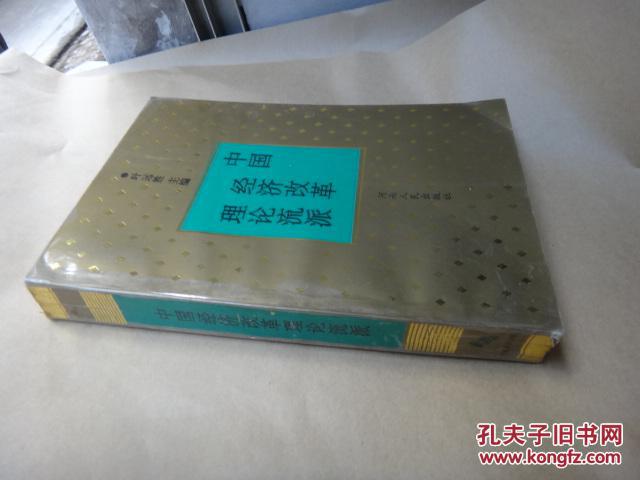 中国
经济改革
理论流派
叶远胜 主编
河南人民出版社
中国经济改革理论流派
孔夫子旧书网
www.kongfz.com